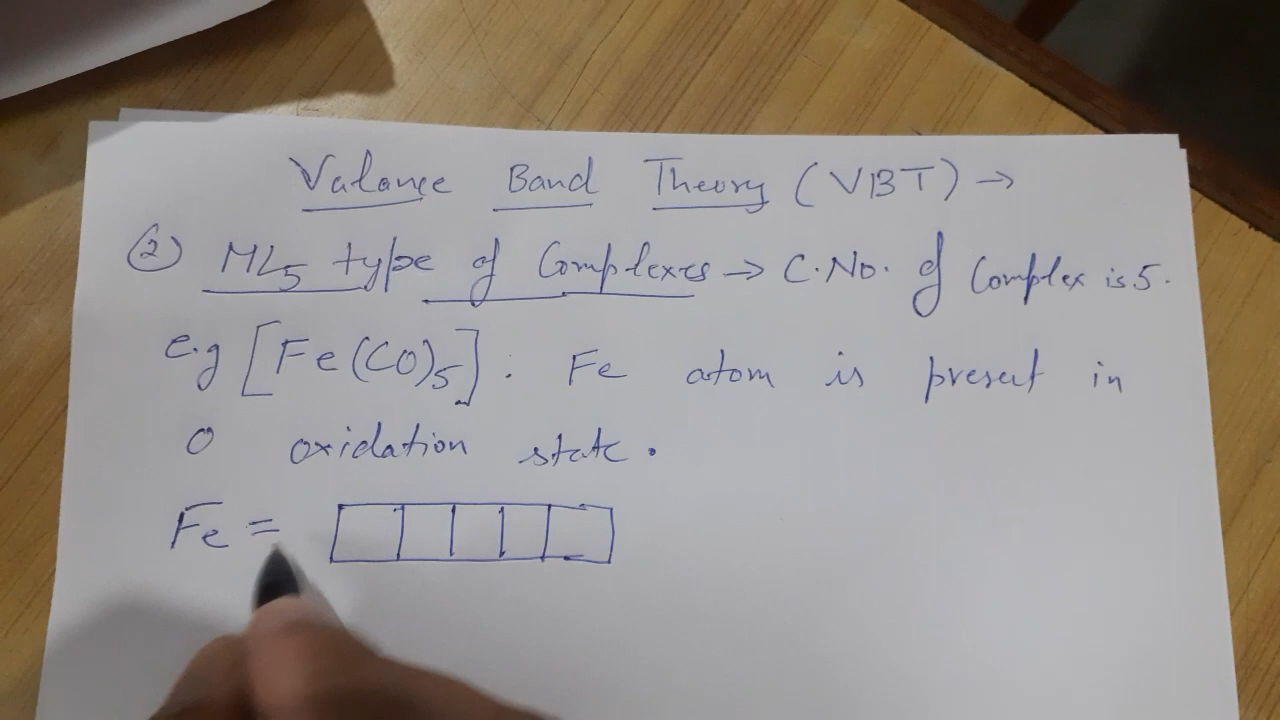 Valance Band Theory (VBT) →
② ML5 type of Complexes → C.No. of Complex is 5.
e.g [Fe(CO)5] : Fe atom is present in
0 oxidation state.
Fe =